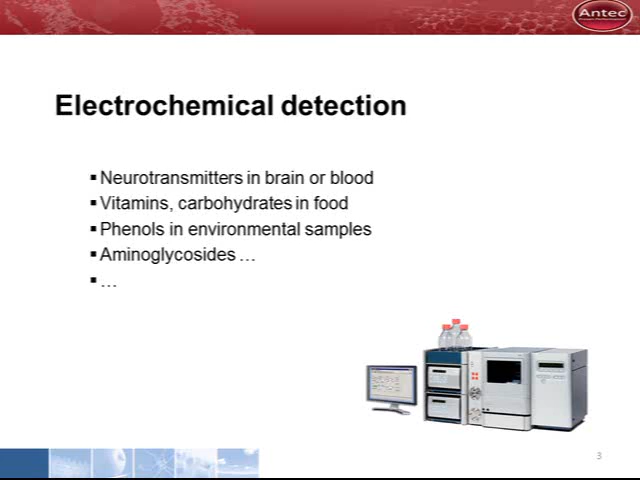 Antec
Electrochemical detection
▪ Neurotransmitters in brain or blood
▪ Vitamins, carbohydrates in food
▪ Phenols in environmental samples
▪ Aminoglycosides …
▪ …
3